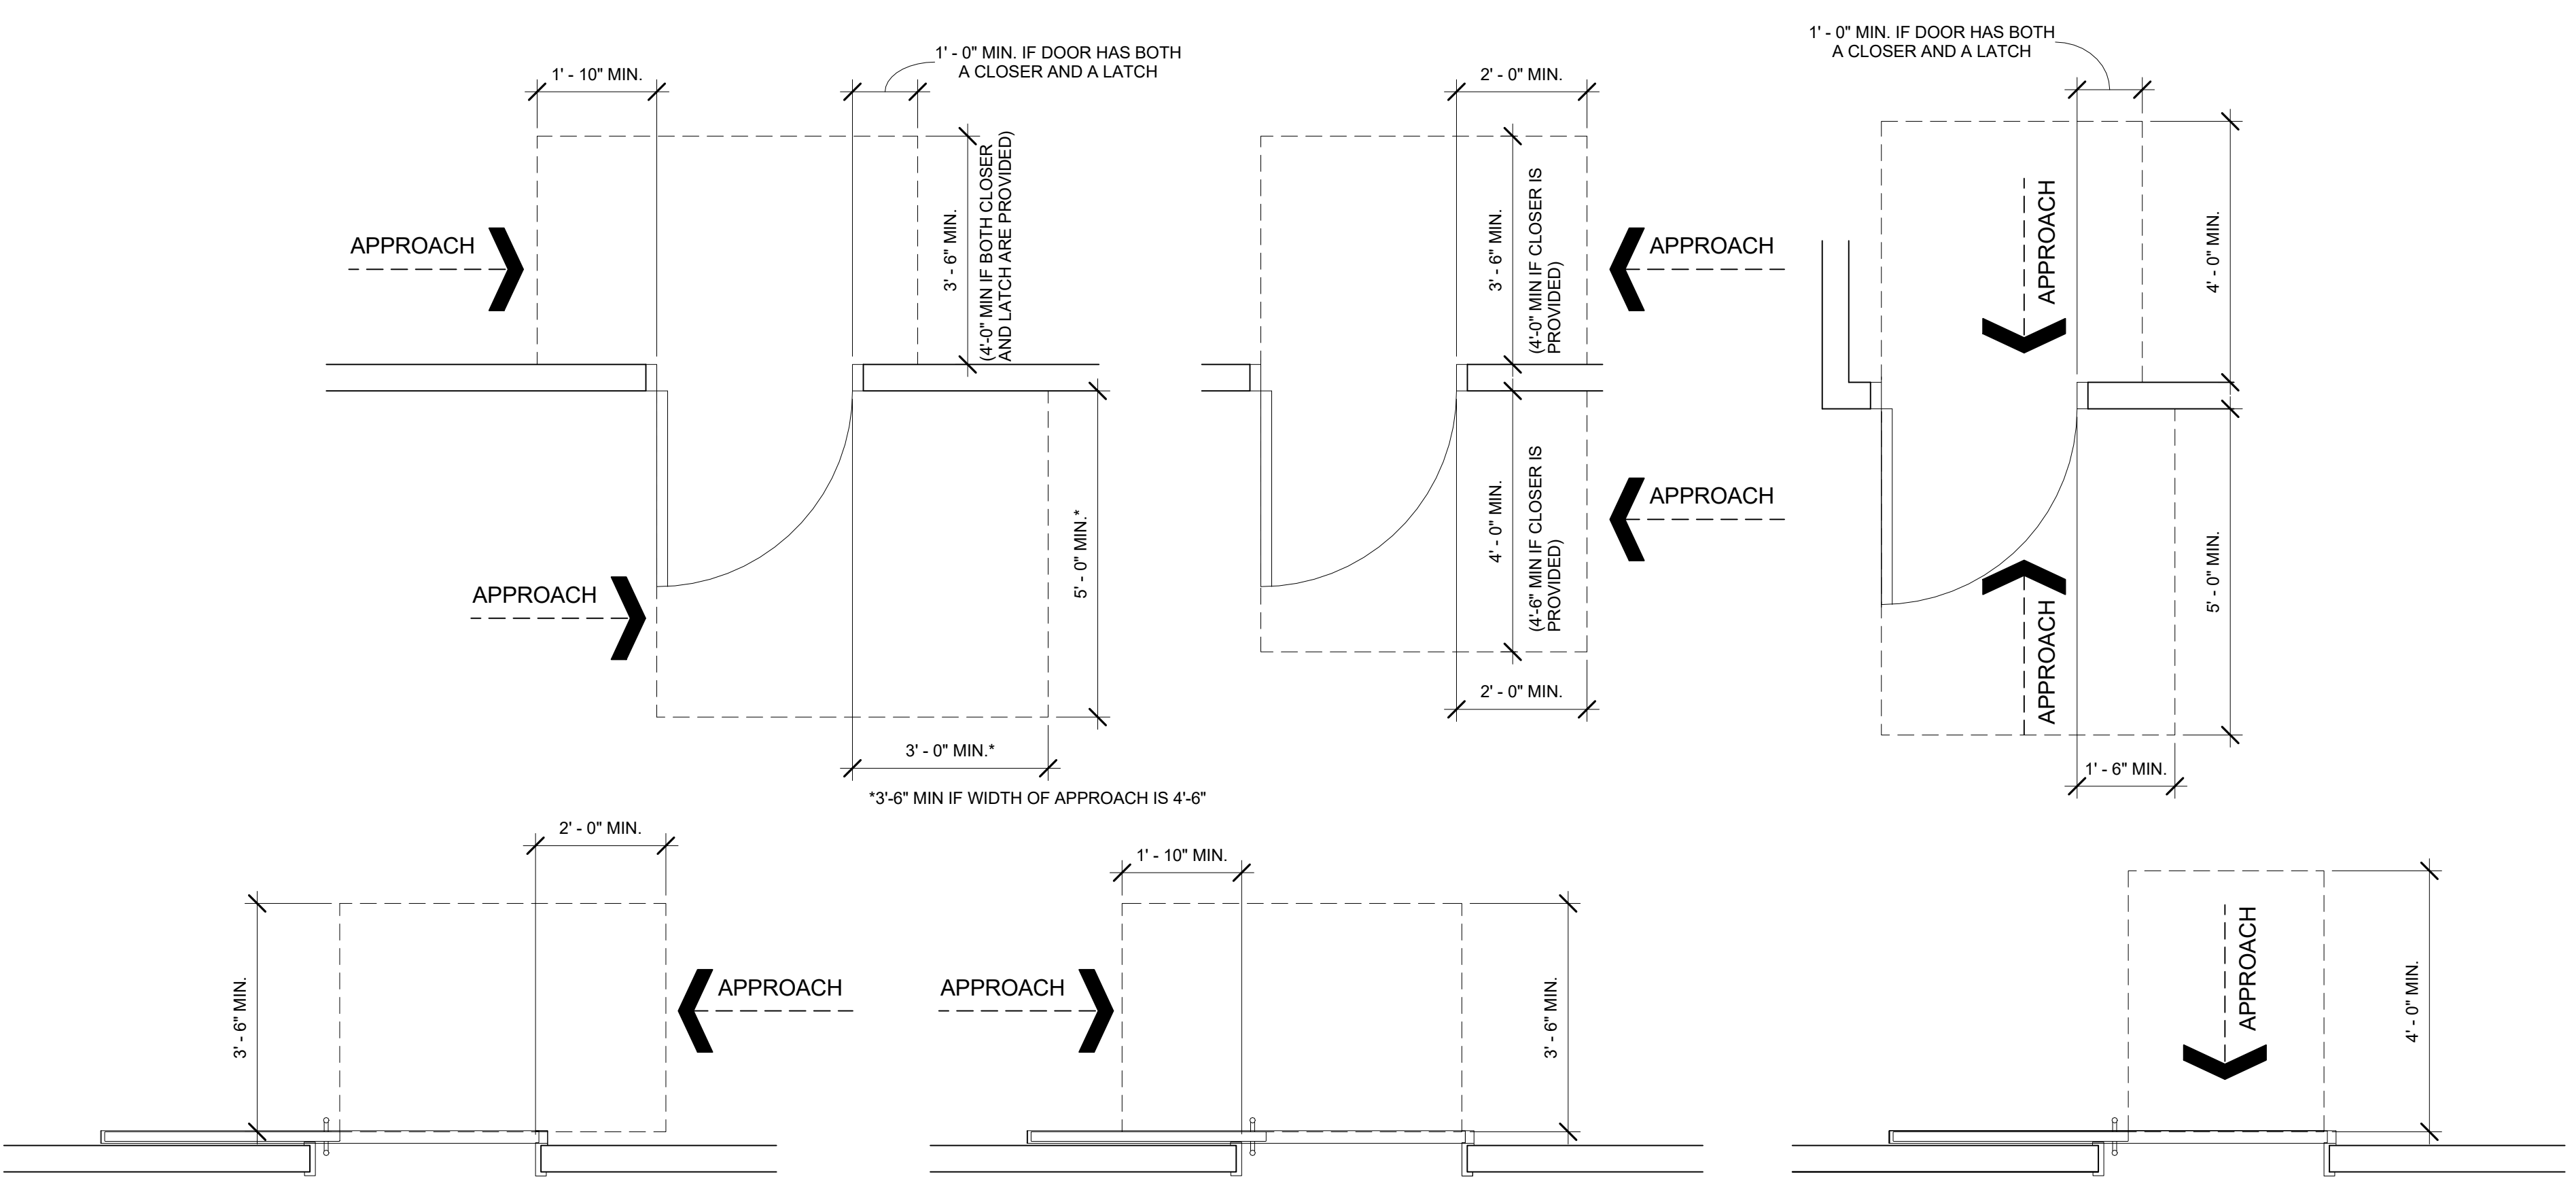 1' - 10" MIN.
1' - 0" MIN. IF DOOR HAS BOTH
A CLOSER AND A LATCH
APPROACH
3' - 6" MIN.
(4'-0" MIN IF BOTH CLOSER
AND LATCH ARE PROVIDED)
APPROACH
5' - 0" MIN.*
3' - 0" MIN.*
*3'-6" MIN IF WIDTH OF APPROACH IS 4'-6"
2' - 0" MIN.
3' - 6" MIN.
(4'-0" MIN IF CLOSER IS
PROVIDED)
APPROACH
4' - 0" MIN.
(4'-6" MIN IF CLOSER IS
PROVIDED)
APPROACH
2' - 0" MIN.
1' - 0" MIN. IF DOOR HAS BOTH
A CLOSER AND A LATCH
APPROACH
4' - 0" MIN.
APPROACH
5' - 0" MIN.
1' - 6" MIN.
2' - 0" MIN.
3' - 6" MIN.
APPROACH
1' - 10" MIN.
APPROACH
3' - 6" MIN.
APPROACH
4' - 0" MIN.